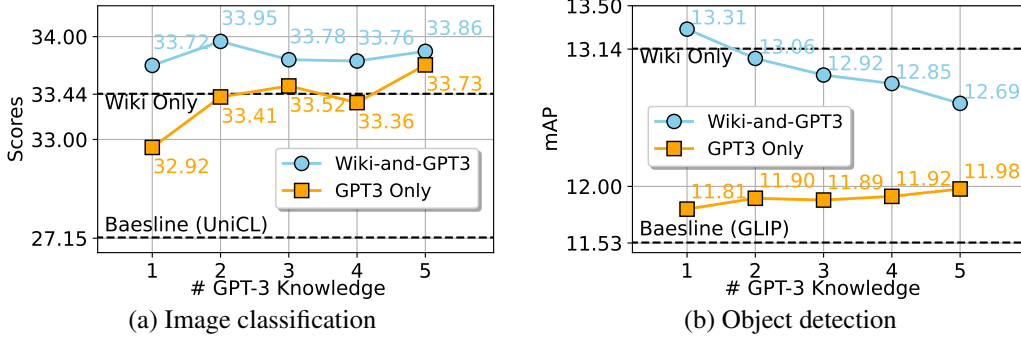 34.00
33.44
33.00
27.15
Scores
33.72
33.95
33.78
33.76
33.86
Wiki Only
32.92
33.41
33.52
33.36
33.73
Wiki-and-GPT3
GPT3 Only
Baesline (UniCL)
1 2 3 4 5
# GPT-3 Knowledge
(a) Image classification
13.50
13.14
12.00
11.53
mAP
13.31
13.06
12.92
12.85
12.69
Wiki Only
Wiki-and-GPT3
GPT3 Only
11.81
11.90
11.89
11.92
11.98
Baesline (GLIP)
1 2 3 4 5
# GPT-3 Knowledge
(b) Object detection